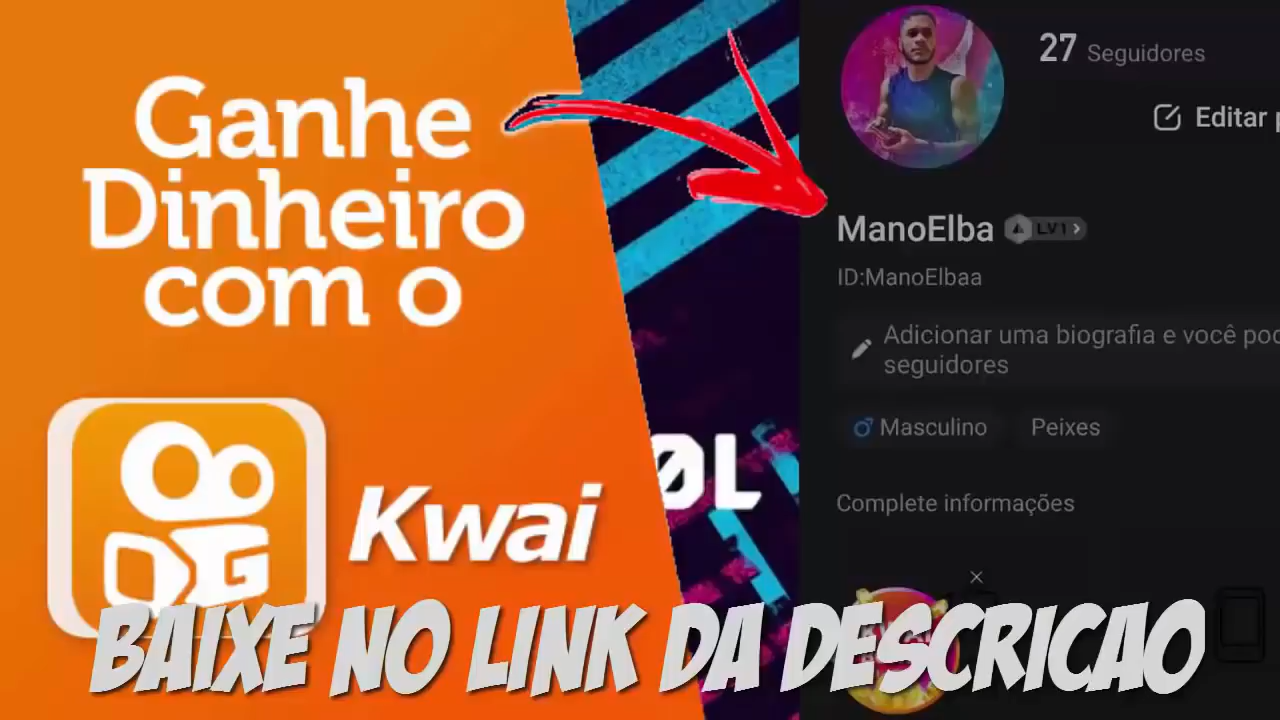 Ganhe
Dinheiro
com o
Kwai
ØL
27 Seguidores
Editar
ManoElba
LV1
ID:ManoElbaa
Adicionar uma biografia e você
seguidores
Masculino
Peixes
Complete informações
BAIXE NO LINK DA DESCRICAO